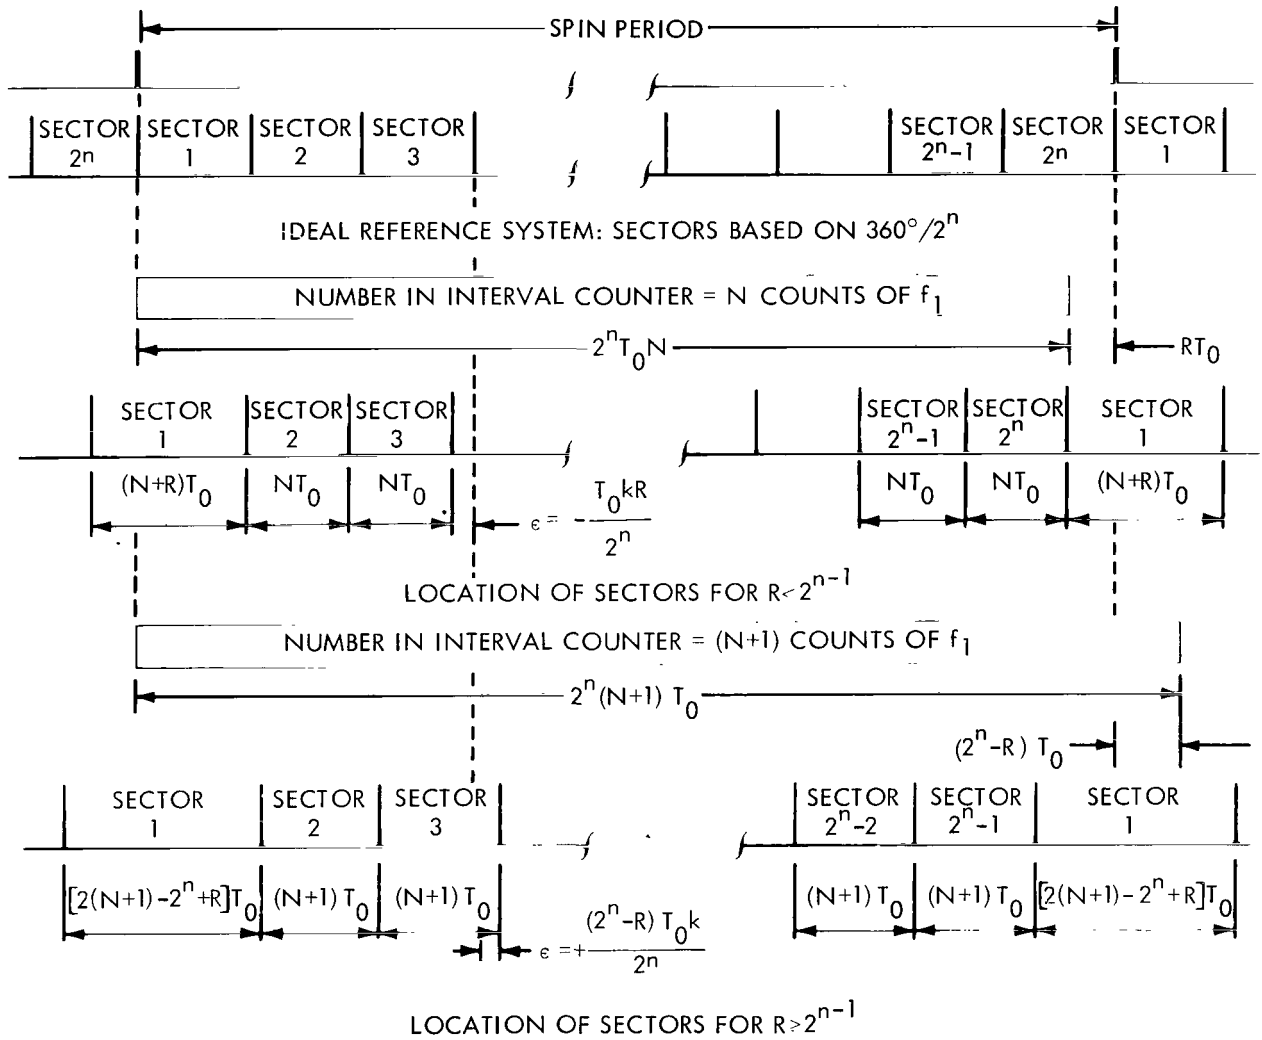 SPIN PERIOD
SECTOR 2ⁿ SECTOR 1 SECTOR 2 SECTOR 3 SECTOR 2ⁿ-1 SECTOR 2ⁿ SECTOR 1
IDEAL REFERENCE SYSTEM: SECTORS BASED ON 360°/2ⁿ
NUMBER IN INTERVAL COUNTER = N COUNTS OF f₁
2ⁿT₀N RT₀
SECTOR 1 SECTOR 2 SECTOR 3 SECTOR 2ⁿ-1 SECTOR 2ⁿ SECTOR 1
(N+R)T₀ NT₀ NT₀ NT₀ NT₀ (N+R)T₀
ε = -T₀kR/2ⁿ
LOCATION OF SECTORS FOR R<2ⁿ⁻¹
NUMBER IN INTERVAL COUNTER = (N+1) COUNTS OF f₁
2ⁿ(N+1) T₀
(2ⁿ-R) T₀
SECTOR 1 SECTOR 2 SECTOR 3 SECTOR 2ⁿ-2 SECTOR 2ⁿ-1 SECTOR 1
[2(N+1)-2ⁿ+R]T₀ (N+1) T₀ (N+1) T₀ (N+1) T₀ (N+1) T₀ [2(N+1)-2ⁿ+R]T₀
ε =+(2ⁿ-R) T₀k/2ⁿ
LOCATION OF SECTORS FOR R>2ⁿ⁻¹